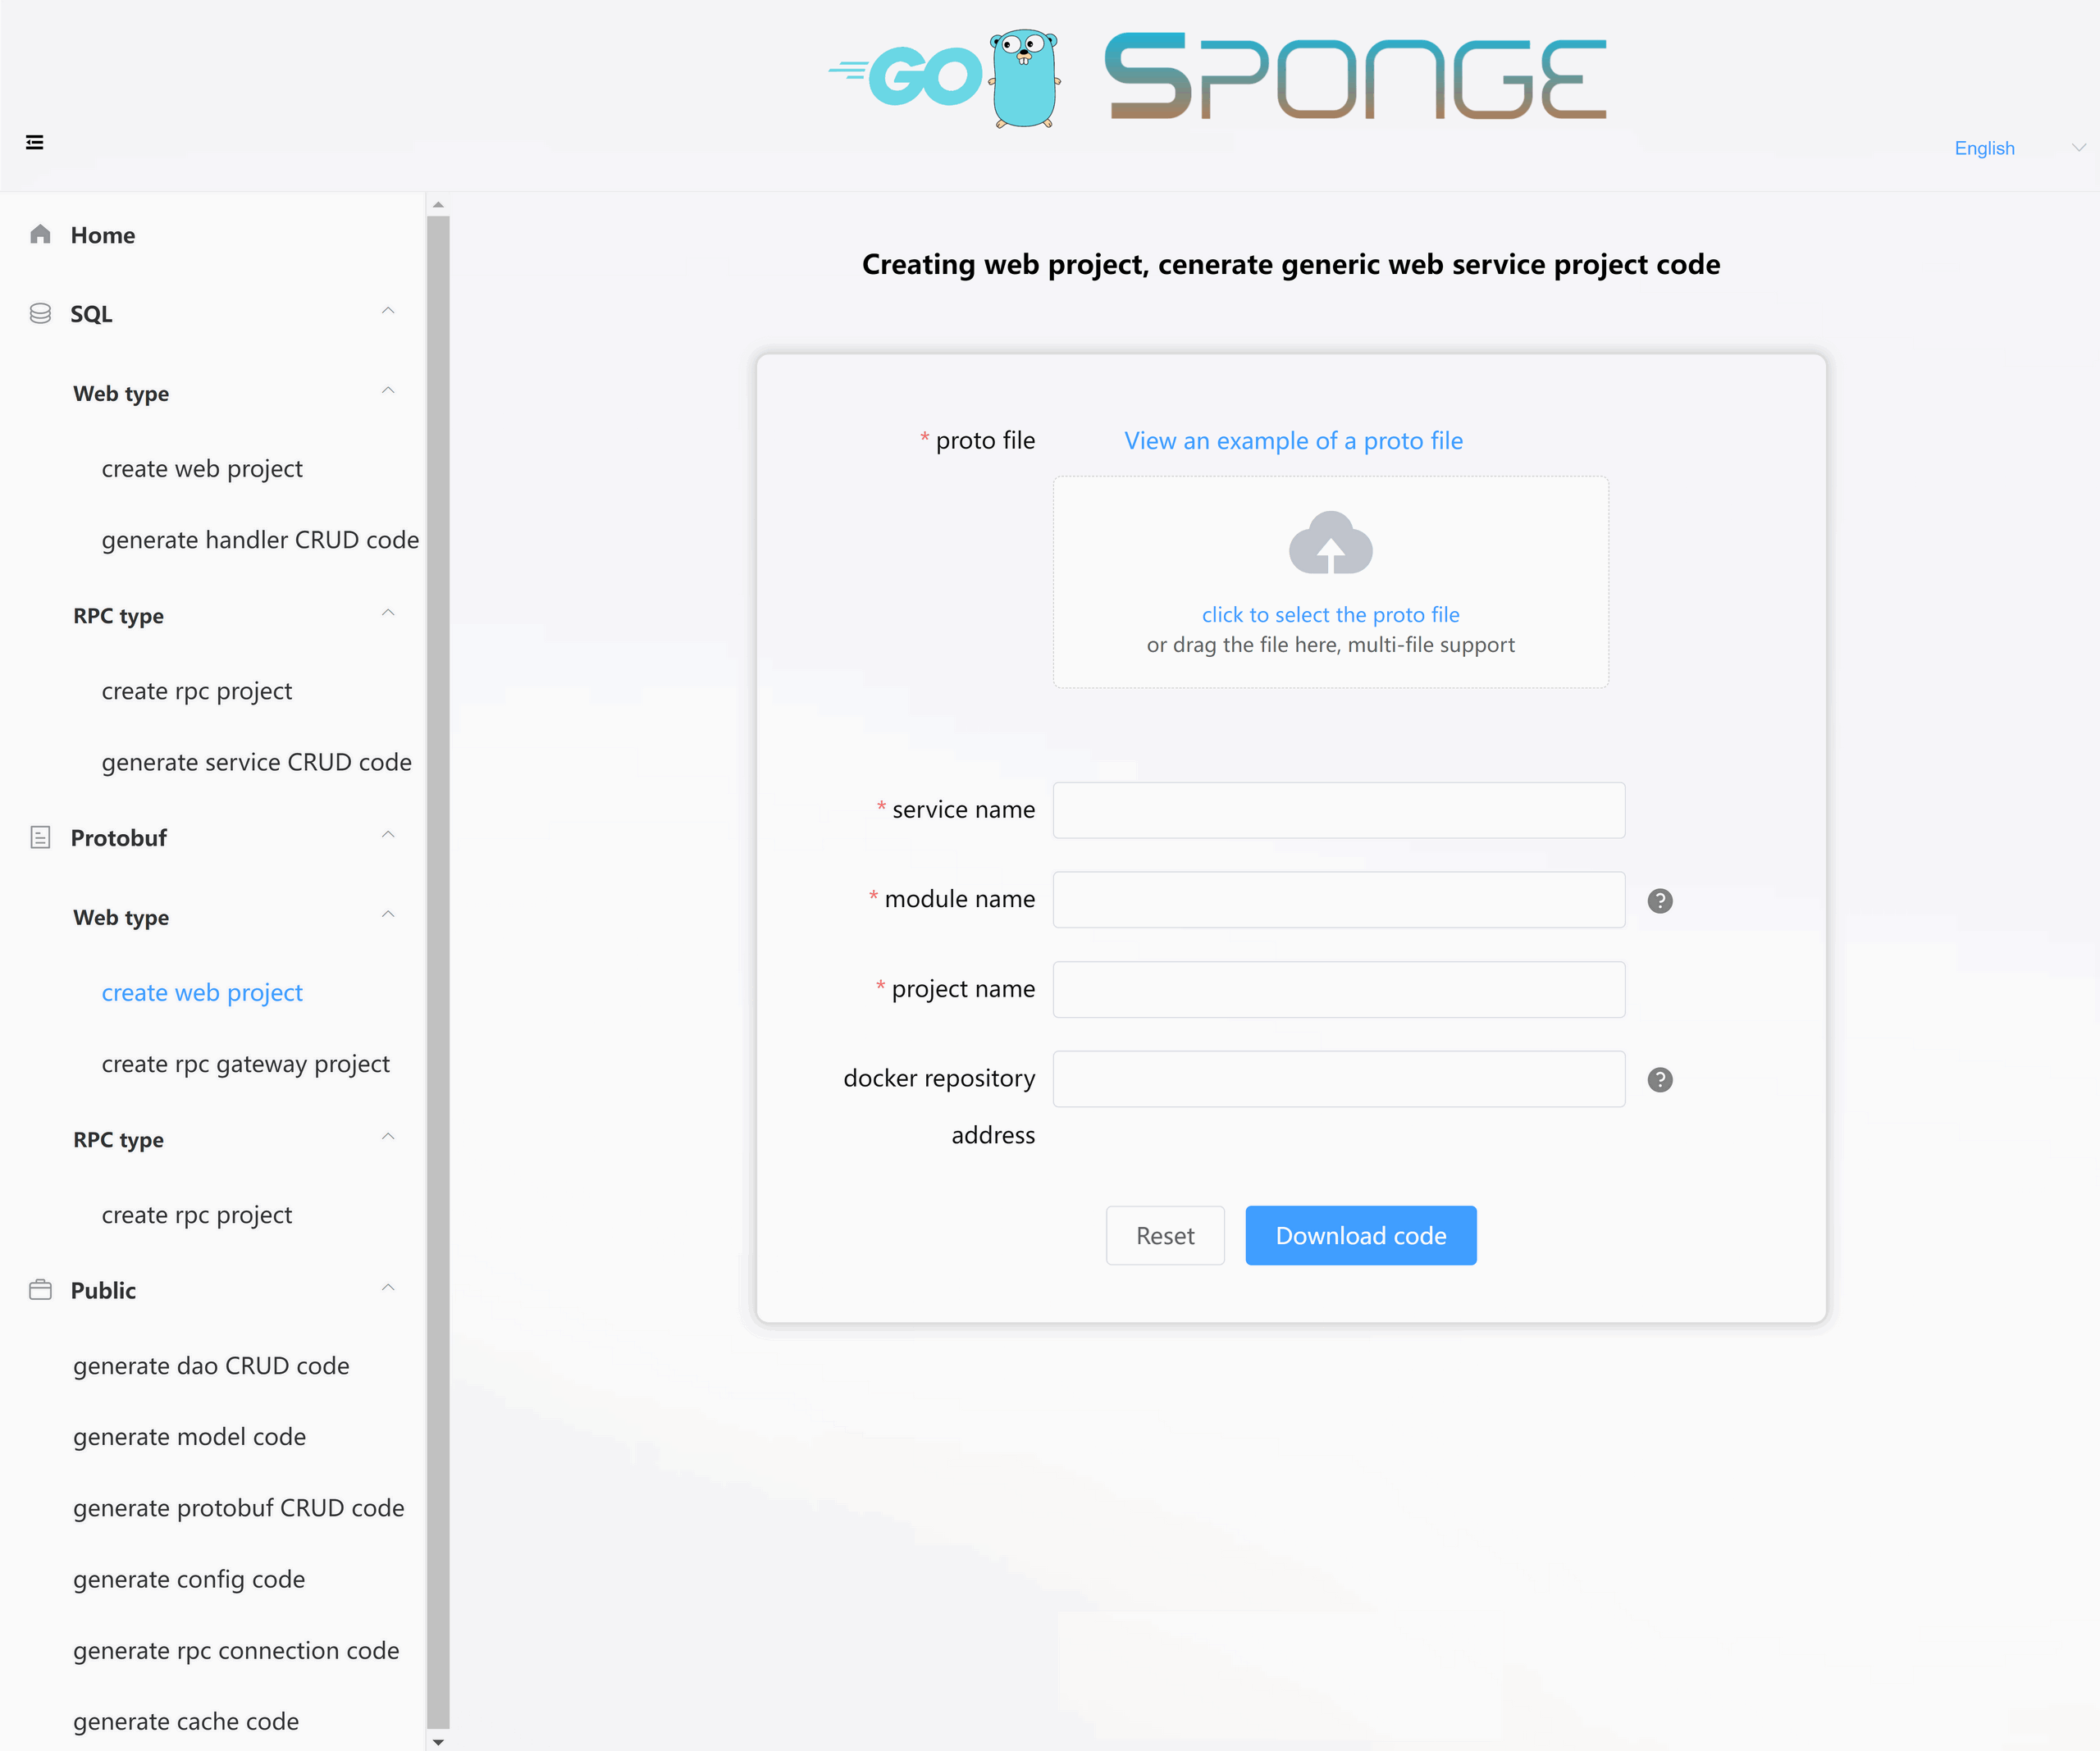 GO SPONGE
English
Home
SQL
Web type
create web project
generate handler CRUD code
RPC type
create rpc project
generate service CRUD code
Protobuf
Web type
create web project
create rpc gateway project
RPC type
create rpc project
Public
generate dao CRUD code
generate model code
generate protobuf CRUD code
generate config code
generate rpc connection code
generate cache code
Creating web project, cenerate generic web service project code
* proto file
View an example of a proto file
click to select the proto file
or drag the file here, multi-file support
* service name
* module name
?
* project name
docker repository
address
?
Reset
Download code